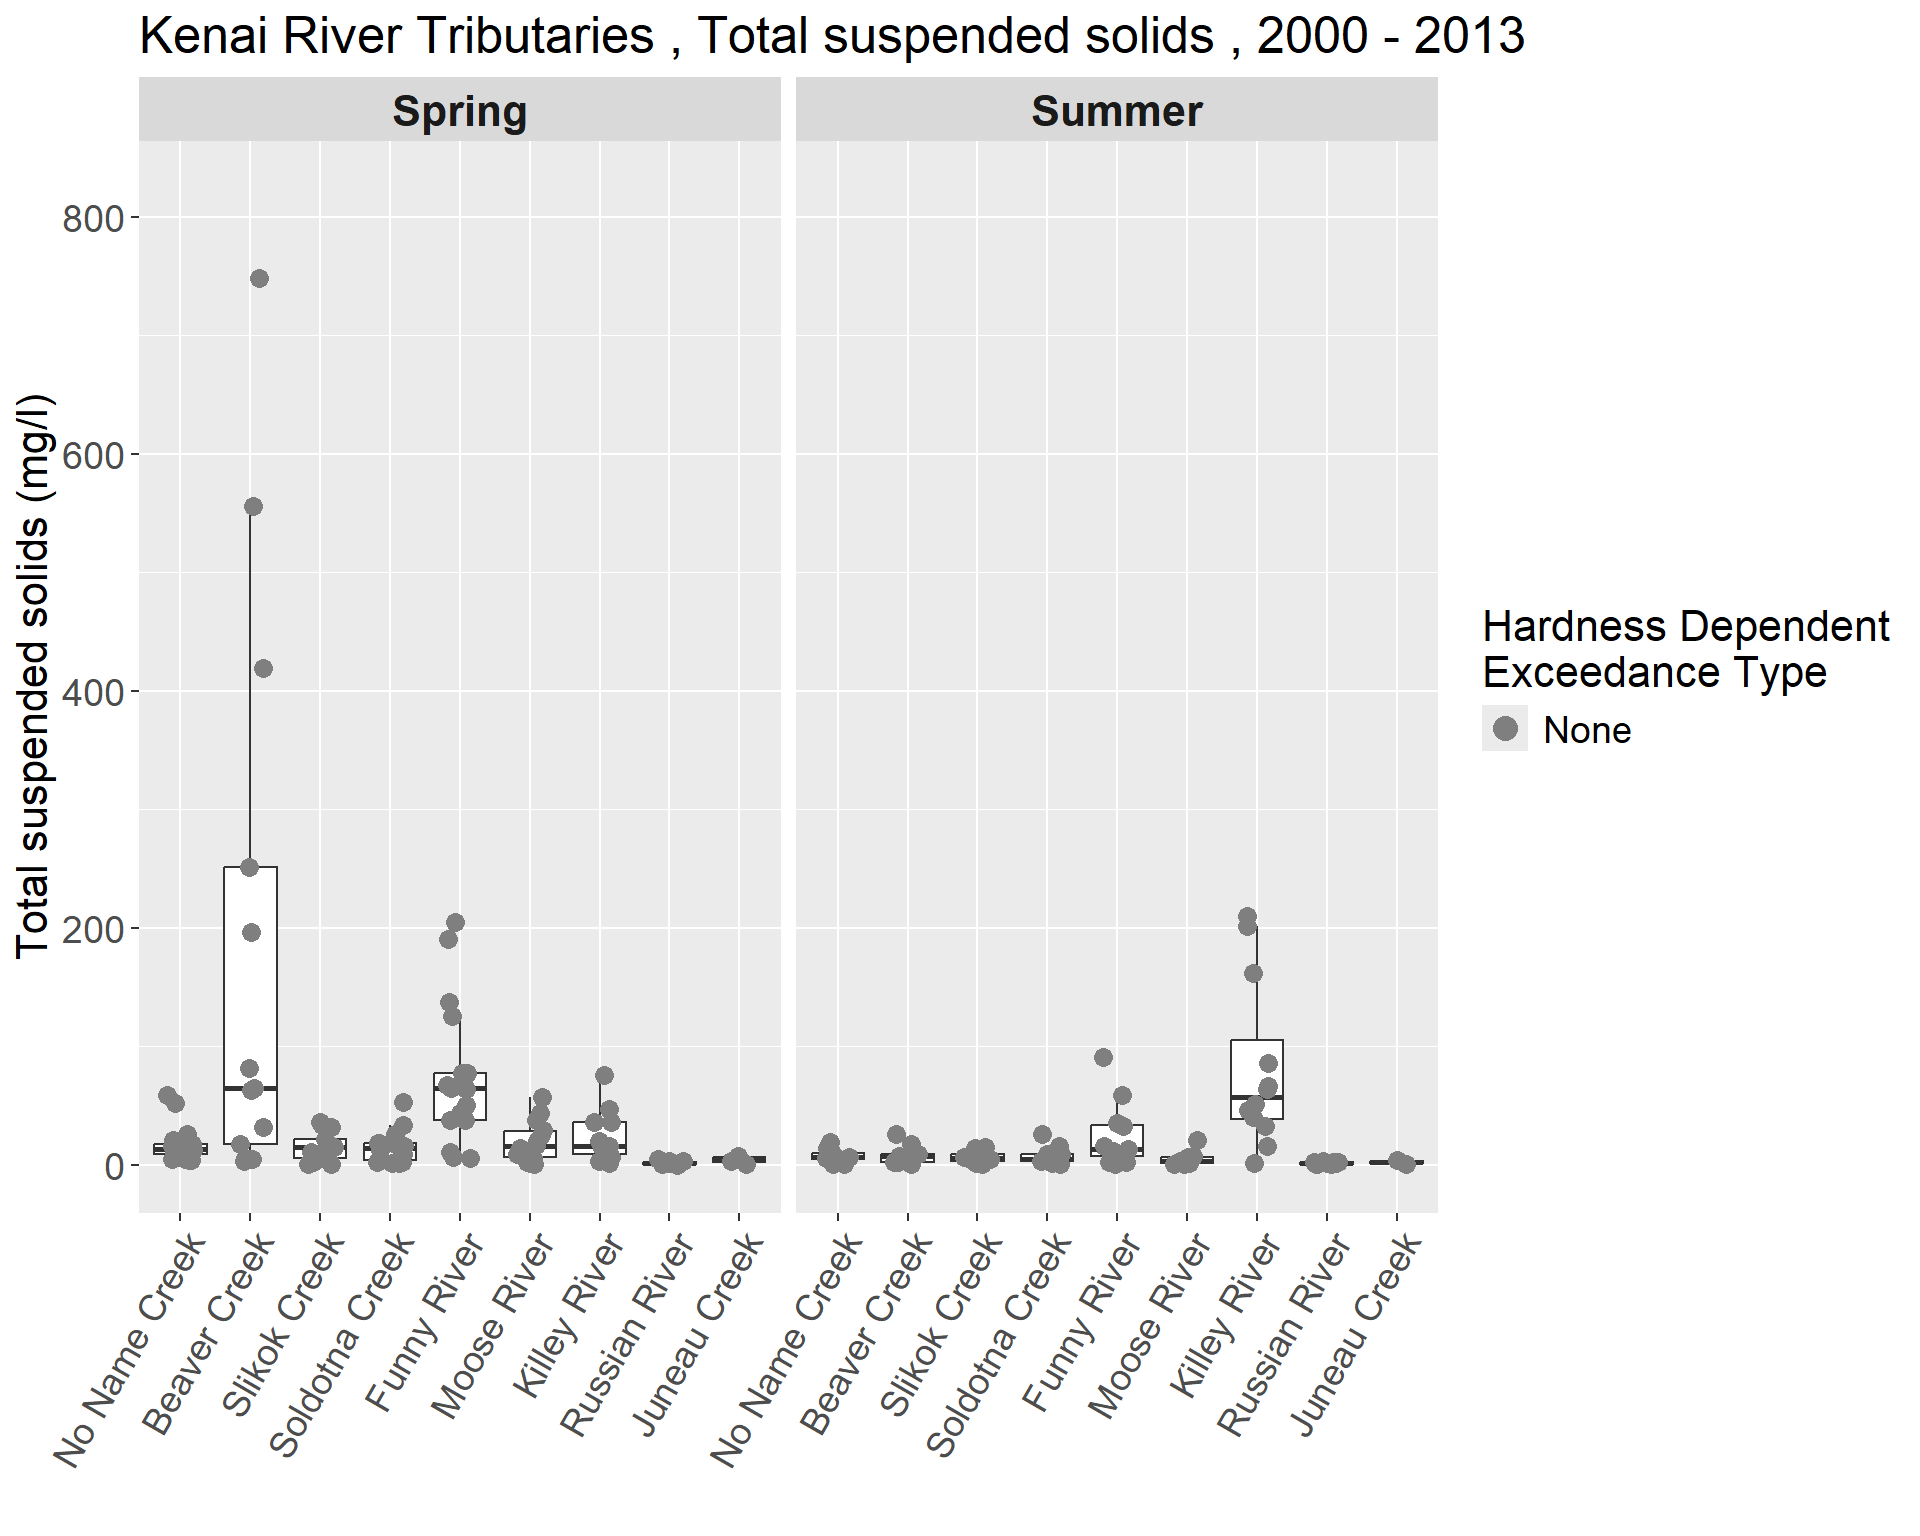 Kenai River Tributaries , Total suspended solids , 2000 - 2013
Spring
Summer
Total suspended solids (mg/l)
800
600
400
200
0
No Name Creek
Beaver Creek
Slikok Creek
Soldotna Creek
Funny River
Moose River
Killey River
Russian River
Juneau Creek
No Name Creek
Beaver Creek
Slikok Creek
Soldotna Creek
Funny River
Moose River
Killey River
Russian River
Juneau Creek
Hardness Dependent
Exceedance Type
None